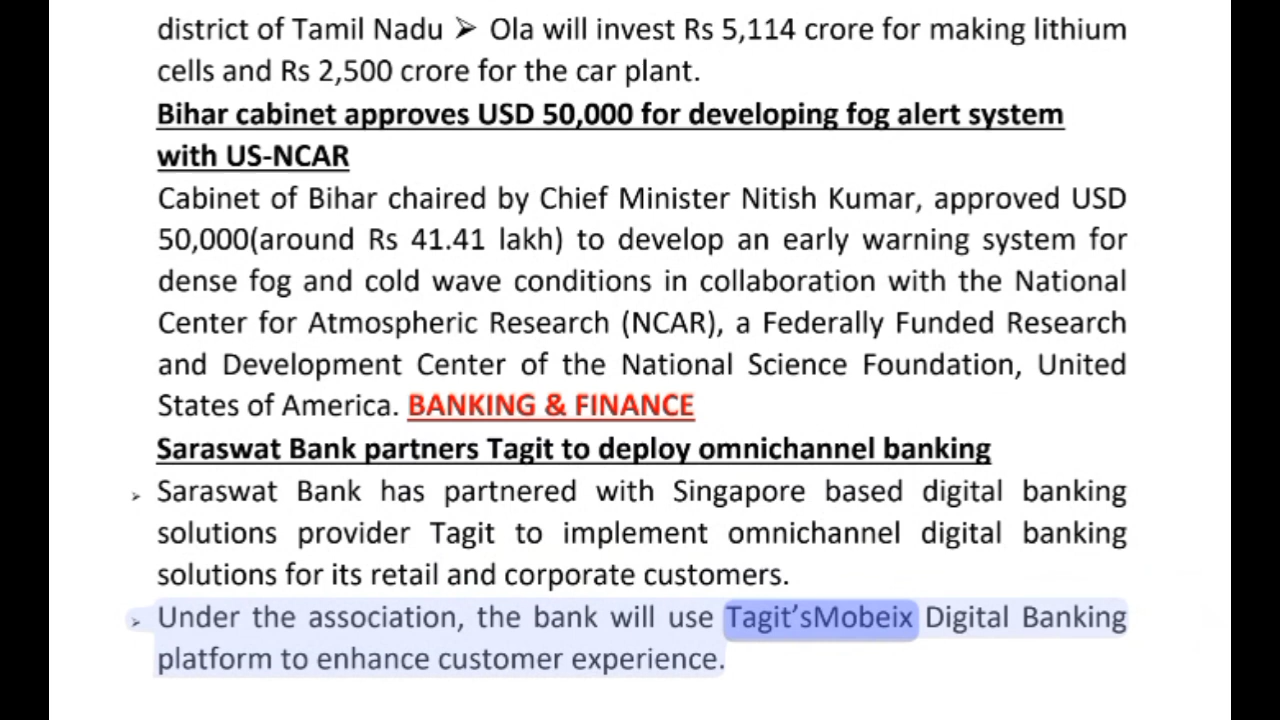 district of Tamil Nadu ➢ Ola will invest Rs 5,114 crore for making lithium
cells and Rs 2,500 crore for the car plant.
Bihar cabinet approves USD 50,000 for developing fog alert system
with US-NCAR
Cabinet of Bihar chaired by Chief Minister Nitish Kumar, approved USD
50,000(around Rs 41.41 lakh) to develop an early warning system for
dense fog and cold wave conditions in collaboration with the National
Center for Atmospheric Research (NCAR), a Federally Funded Research
and Development Center of the National Science Foundation, United
States of America. BANKING & FINANCE
Saraswat Bank partners Tagit to deploy omnichannel banking
➢ Saraswat Bank has partnered with Singapore based digital banking
solutions provider Tagit to implement omnichannel digital banking
solutions for its retail and corporate customers.
➢ Under the association, the bank will use Tagit’sMobeix Digital Banking
platform to enhance customer experience.